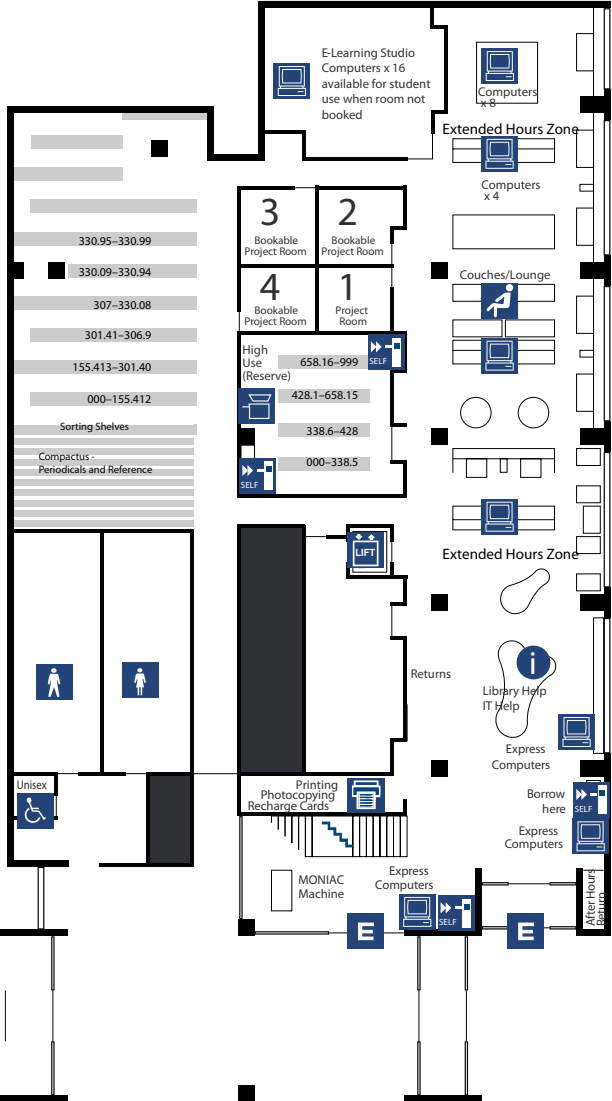 E-Learning Studio
Computers x 16
available for student
use when room not
booked
Computers
x 8
Extended Hours Zone
Computers
x 4
3
Bookable
Project Room
2
Bookable
Project Room
4
Bookable
Project Room
1
Project
Room
330.95–330.99
330.09–330.94
307–330.08
301.41–306.9
155.413–301.40
000–155.412
Sorting Shelves
Compactus -
Periodicals and Reference
Couches/Lounge
High
Use
(Reserve)
SELF
658.16–999
428.1–658.15
338.6–428
000–338.5
SELF
Extended Hours Zone
LIFT
Returns
i
Library Help
IT Help
Express
Computers
Unisex
Printing
Photocopying
Recharge Cards
Borrow
here
SELF
Express
Computers
MONIAC
Machine
Express
Computers
SELF
After Hours
Return
E
E